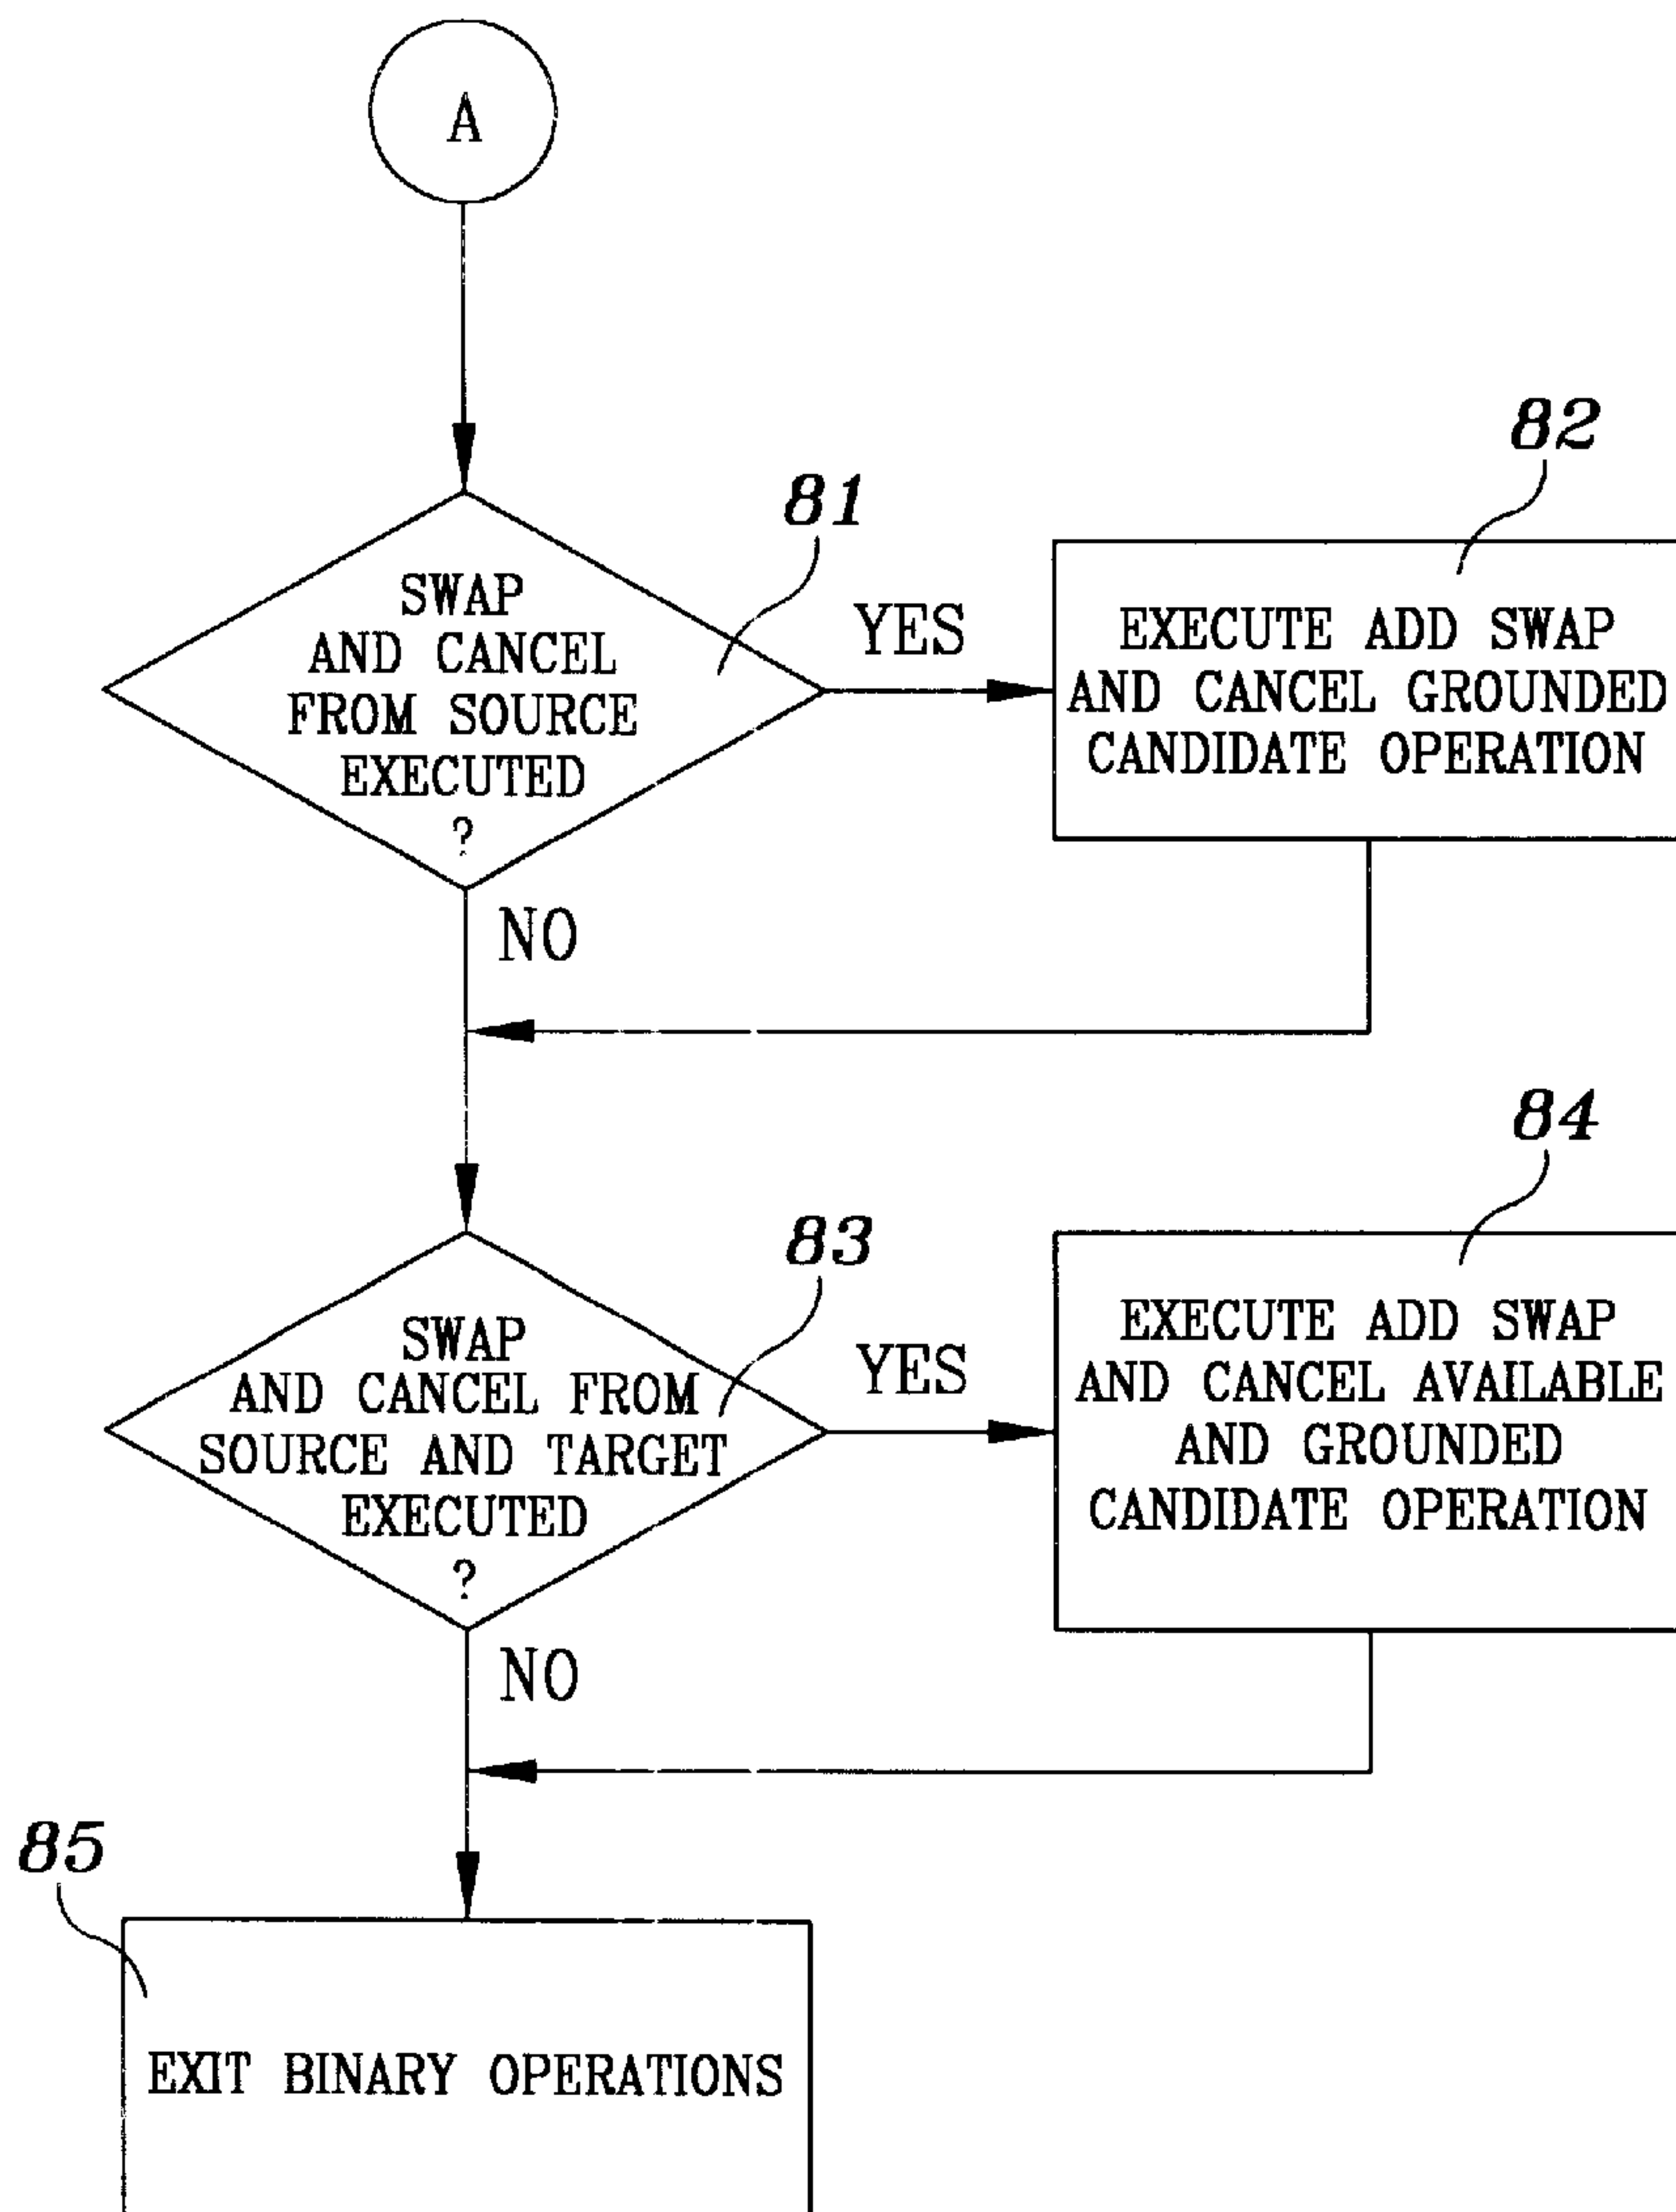 A
81
SWAP
AND CANCEL
FROM SOURCE
EXECUTED
?
YES
NO
82
EXECUTE ADD SWAP
AND CANCEL GROUNDED
CANDIDATE OPERATION
83
SWAP
AND CANCEL FROM
SOURCE AND TARGET
EXECUTED
?
YES
NO
84
EXECUTE ADD SWAP
AND CANCEL AVAILABLE
AND GROUNDED
CANDIDATE OPERATION
85
EXIT BINARY OPERATIONS